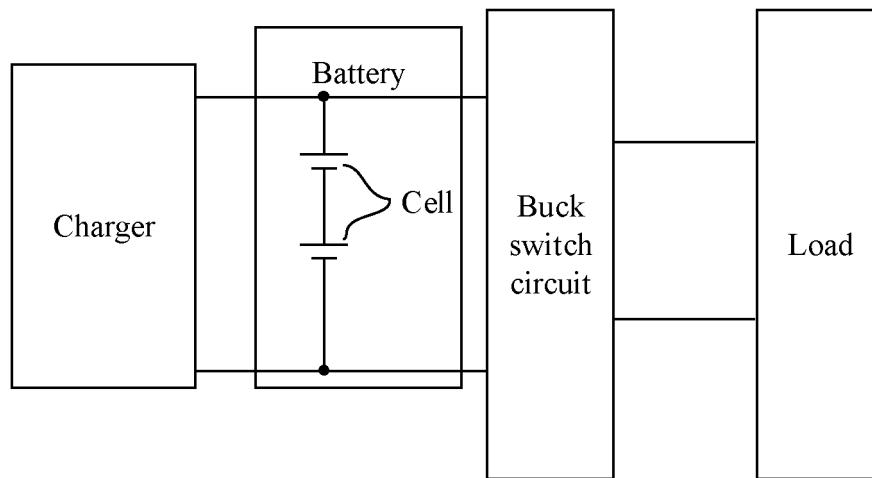 Battery
Charger
Cell
Buck
switch
circuit
Load